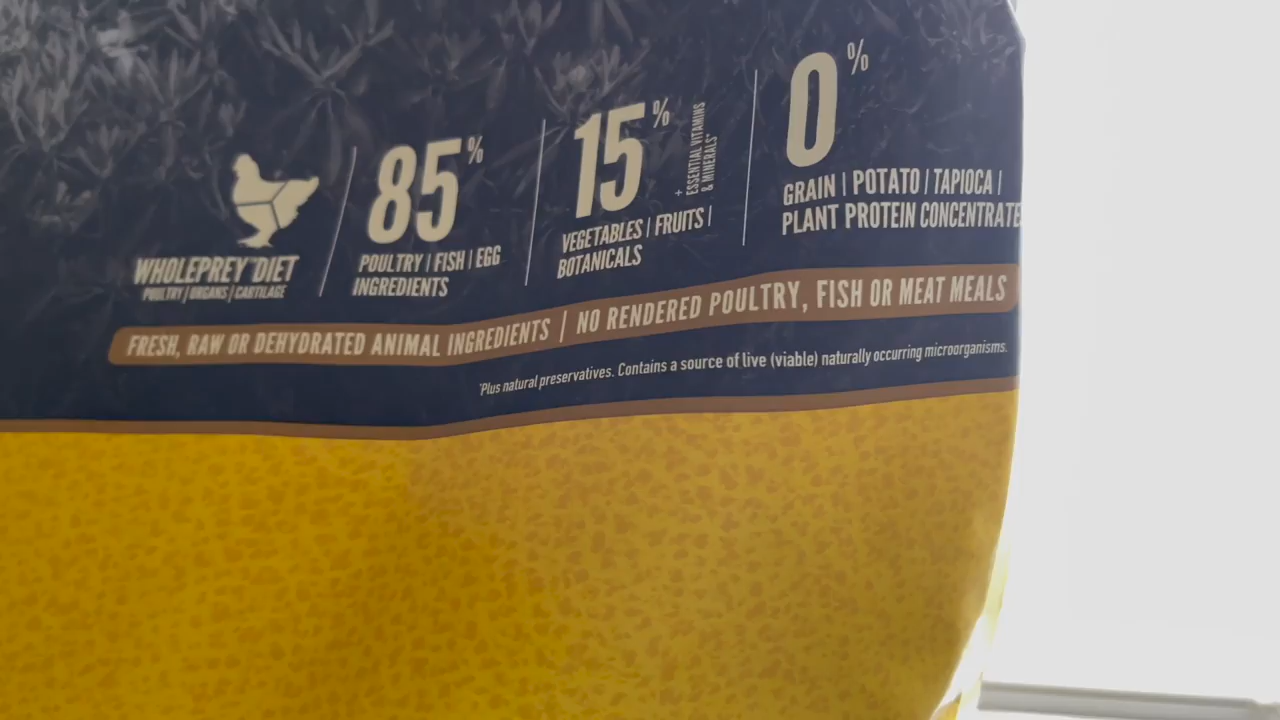 WHOLEPREY™DIET
POULTRY | ORGANS | CARTILAGE
85%
POULTRY | FISH | EGG
INGREDIENTS
15%
+ ESSENTIAL VITAMINS
& MINERALS*
VEGETABLES | FRUITS |
BOTANICALS
0%
GRAIN | POTATO | TAPIOCA |
PLANT PROTEIN CONCENTRATE
FRESH, RAW OR DEHYDRATED ANIMAL INGREDIENTS | NO RENDERED POULTRY, FISH OR MEAT MEALS
*Plus natural preservatives. Contains a source of live (viable) naturally occurring microorganisms.